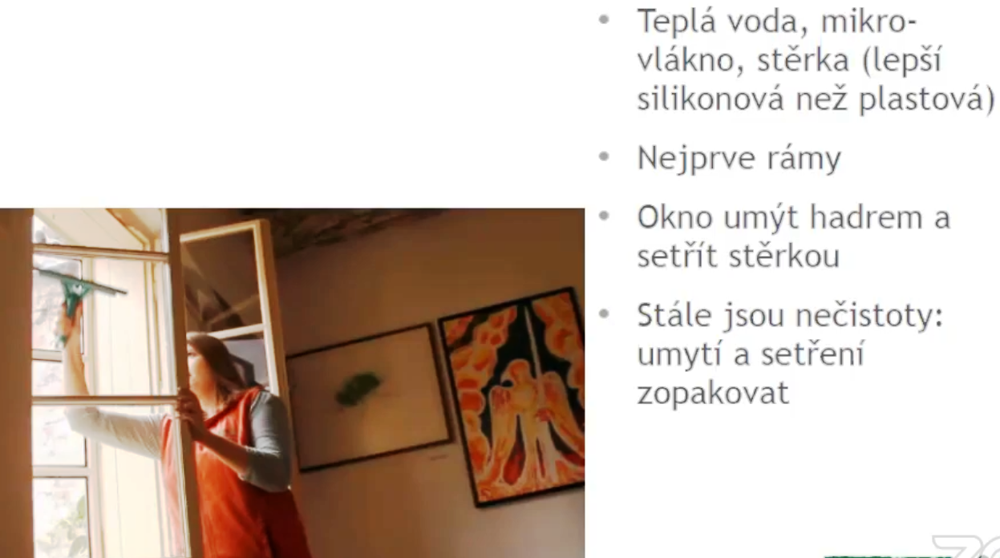 • Teplá voda, mikro-
vlákno, stěrka (lepší
silikonová než plastová)
• Nejprve rámy
• Okno umýt hadrem a
setřít stěrkou
• Stále jsou nečistoty:
umytí a setření
zopakovat